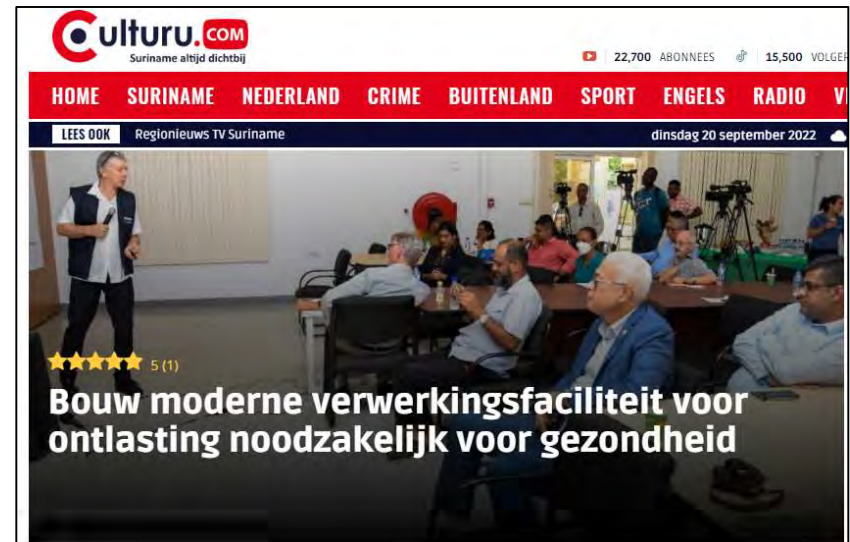 Culturu.COM
Suriname altijd dichtbij
22,700 ABONNEES 15,500 VOLGER
HOME SURINAME NEDERLAND CRIME BUITENLAND SPORT ENGELS RADIO
LEES OOK Regionieuws TV Suriname dinsdag 20 september 2022
5 (1)
Bouw moderne verwerkingsfaciliteit voor
ontlasting noodzakelijk voor gezondheid